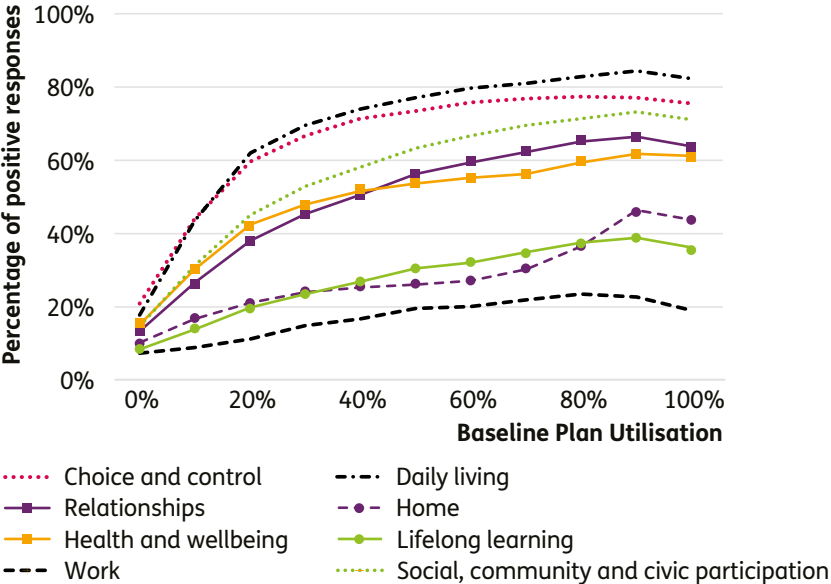 Percentage of positive responses
100%
80%
60%
40%
20%
0%
0% 20% 40% 60% 80% 100%
Baseline Plan Utilisation
Choice and control
Daily living
Relationships
Home
Health and wellbeing
Lifelong learning
Work
Social, community and civic participation